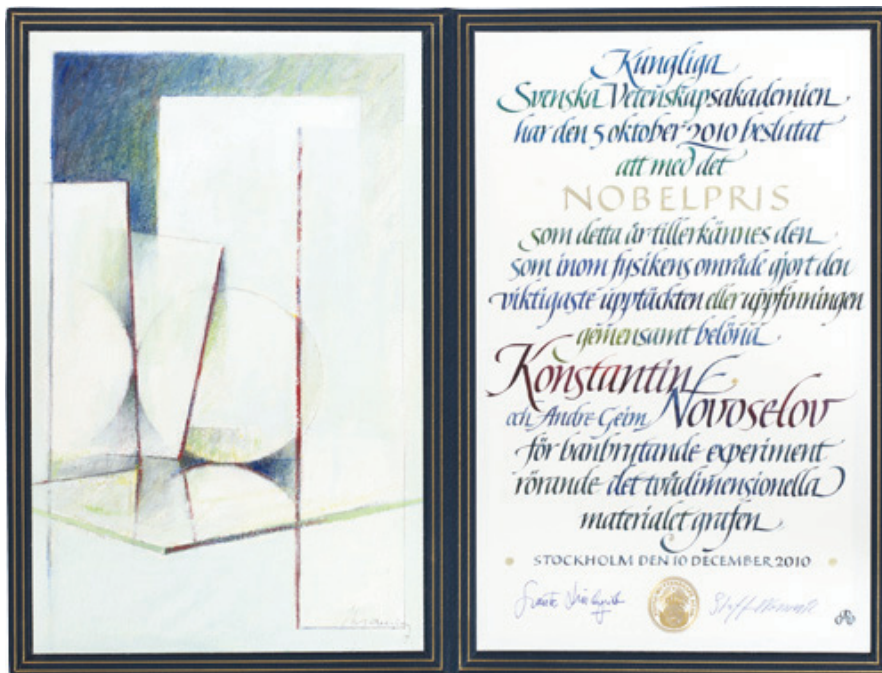 Kungliga
Svenska Vetenskapsakademien
har den 5 oktober 2010 beslutat
att med det
NOBELPRIS
som detta år tillerkännes den
som inom fysikens område gjort den
viktigaste upptäckten eller uppfinningen
gemensamt belöna
Konstantin
och Andre Geim Novoselov
för banbrytande experiment
rörande det tvådimensionella
materialet grafen
STOCKHOLM DEN 10 DECEMBER 2010